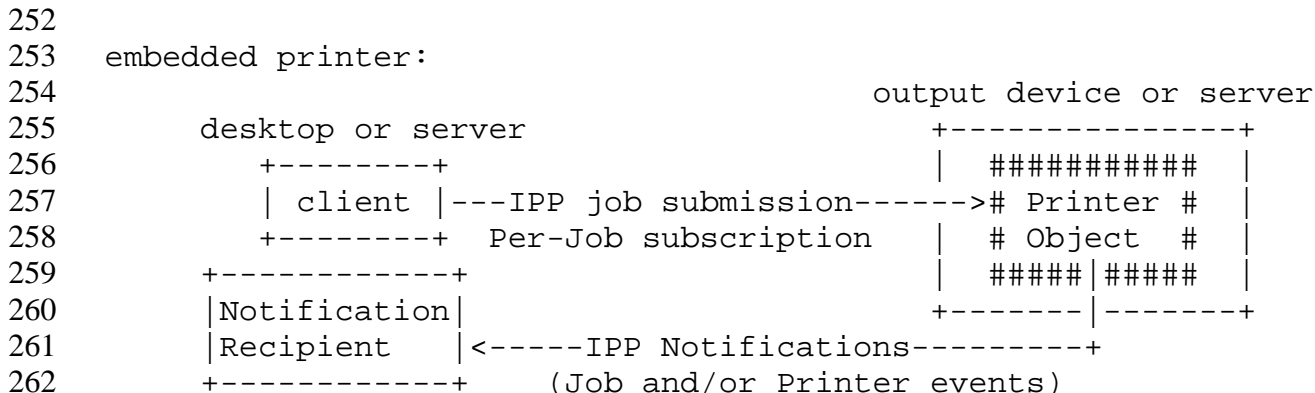 252
253 embedded printer:
254 output device or server
255 desktop or server +---------------+
256 +--------+ | ########### |
257 | client |---IPP job submission------># Printer # |
258 +--------+ Per-Job subscription | # Object # |
259 +------------+ | #####|##### |
260 |Notification| +-------|-------+
261 |Recipient |<-----IPP Notifications---------+
262 +------------+ (Job and/or Printer events)